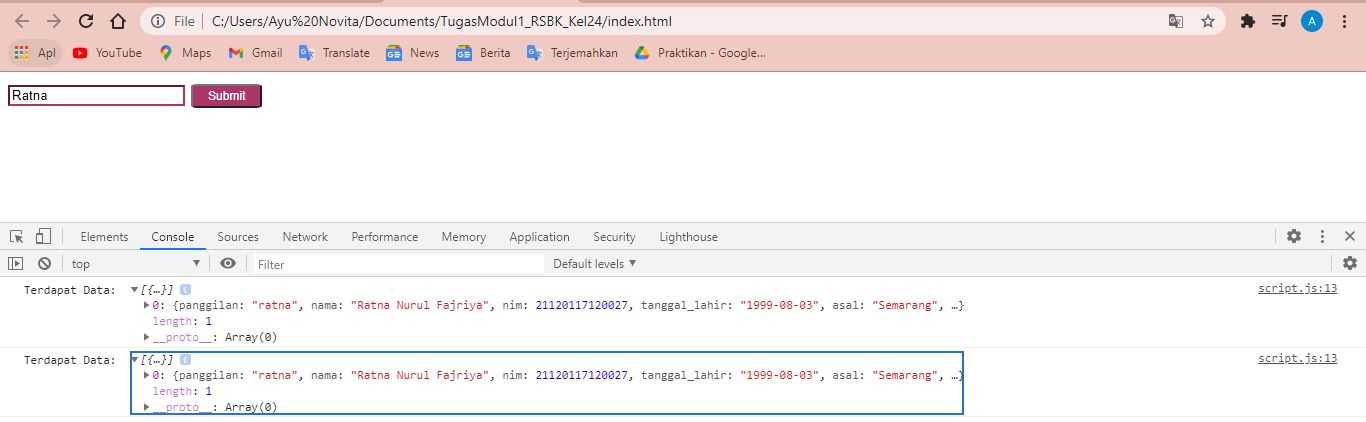 File C:/Users/Ayu%20Novita/Documents/TugasModul1_RSBK_Kel24/index.html A
Apl YouTube Maps Gmail Translate News Berita Terjemahkan Praktikan - Google...
Ratna Submit
Elements Console Sources Network Performance Memory Application Security Lighthouse
top Filter Default levels
Terdapat Data: [{…}] script.js:13
0: {panggilan: "ratna", nama: "Ratna Nurul Fajriya", nim: 21120117120027, tanggal_lahir: "1999-08-03", asal: "Semarang", …}
length: 1
__proto__: Array(0)
Terdapat Data: [{…}] script.js:13
0: {panggilan: "ratna", nama: "Ratna Nurul Fajriya", nim: 21120117120027, tanggal_lahir: "1999-08-03", asal: "Semarang", …}
length: 1
__proto__: Array(0)